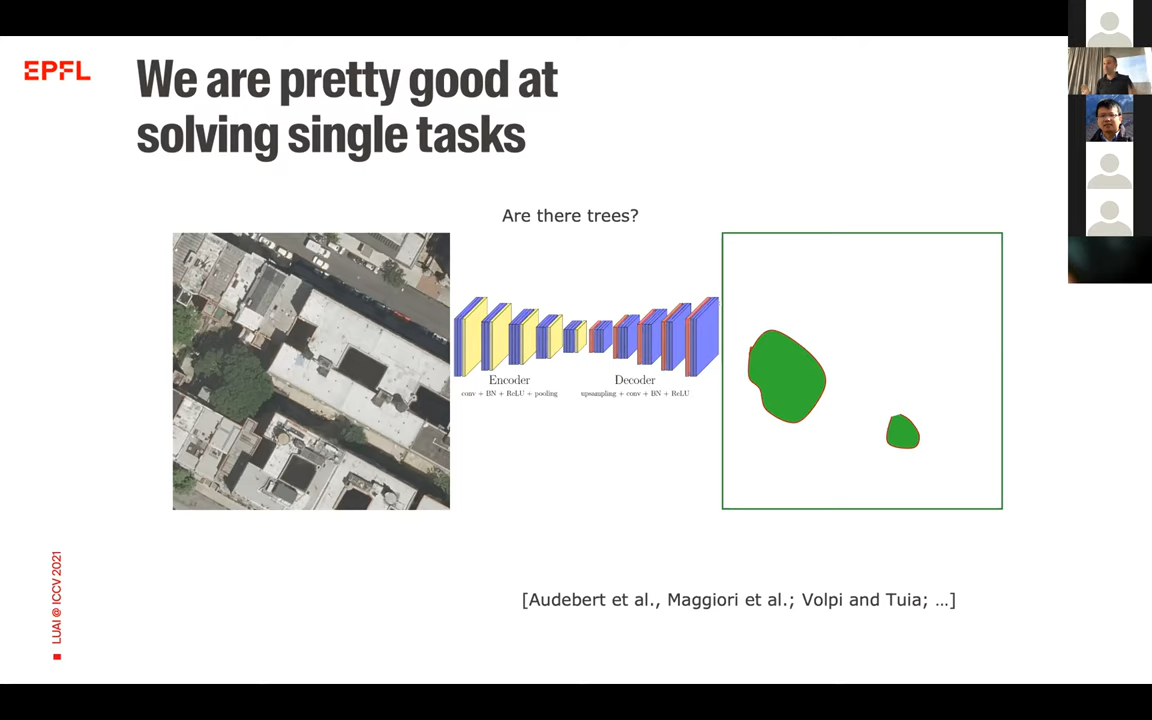 EPFL
We are pretty good at
solving single tasks
Are there trees?
Encoder
conv + BN + ReLU + pooling
Decoder
upsampling + conv + BN + ReLU
LUAI @ ICCV 2021
[Audebert et al., Maggiori et al.; Volpi and Tuia; …]